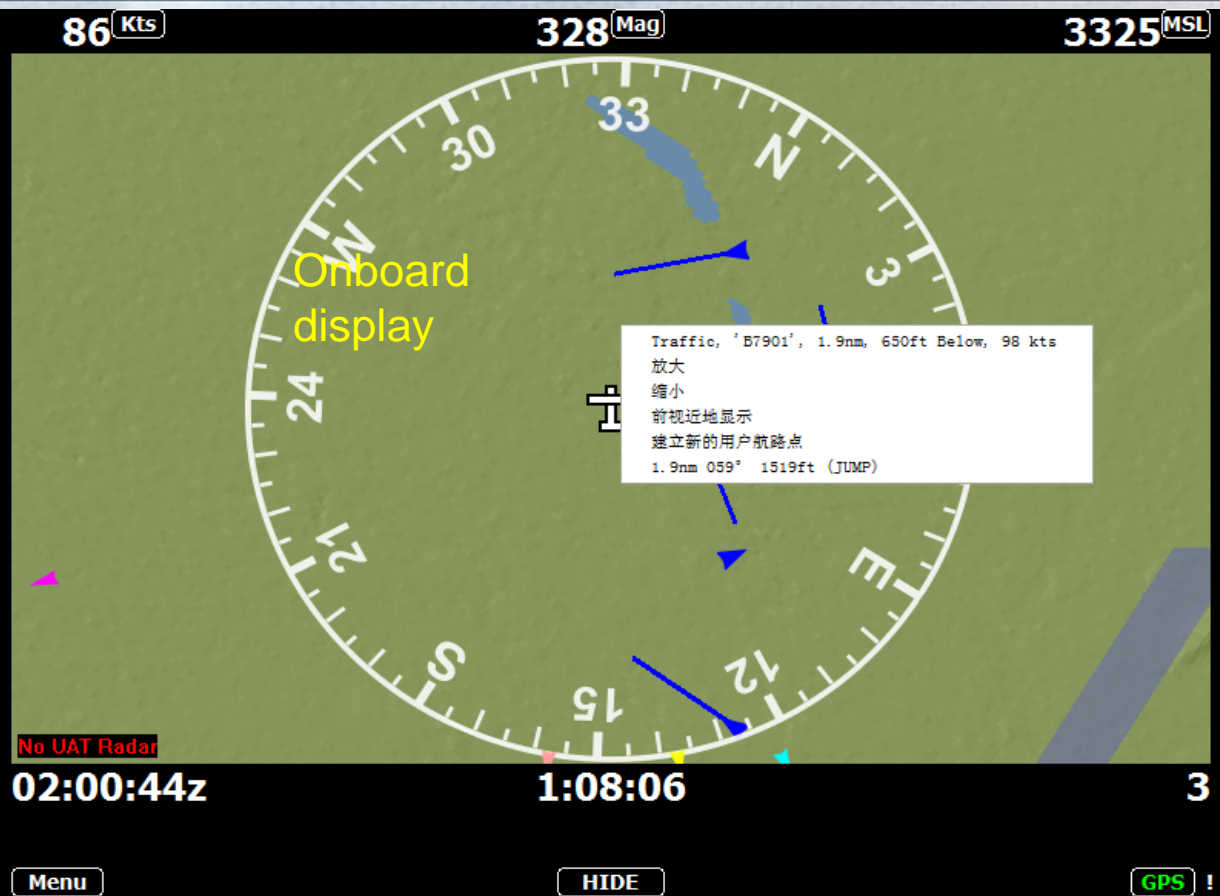 86 Kts 328 Mag 3325 MSL
33
30
N
W
3
Onboard
display
Traffic, 'B7901', 1.9nm, 650ft Below, 98 kts
放大
缩小
24
前视近地显示
建立新的用户航路点
1.9nm 059° 1519ft (JUMP)
21
E
S
12
15
No UAT Radar
02:00:44z 1:08:06 3
Menu HIDE GPS !